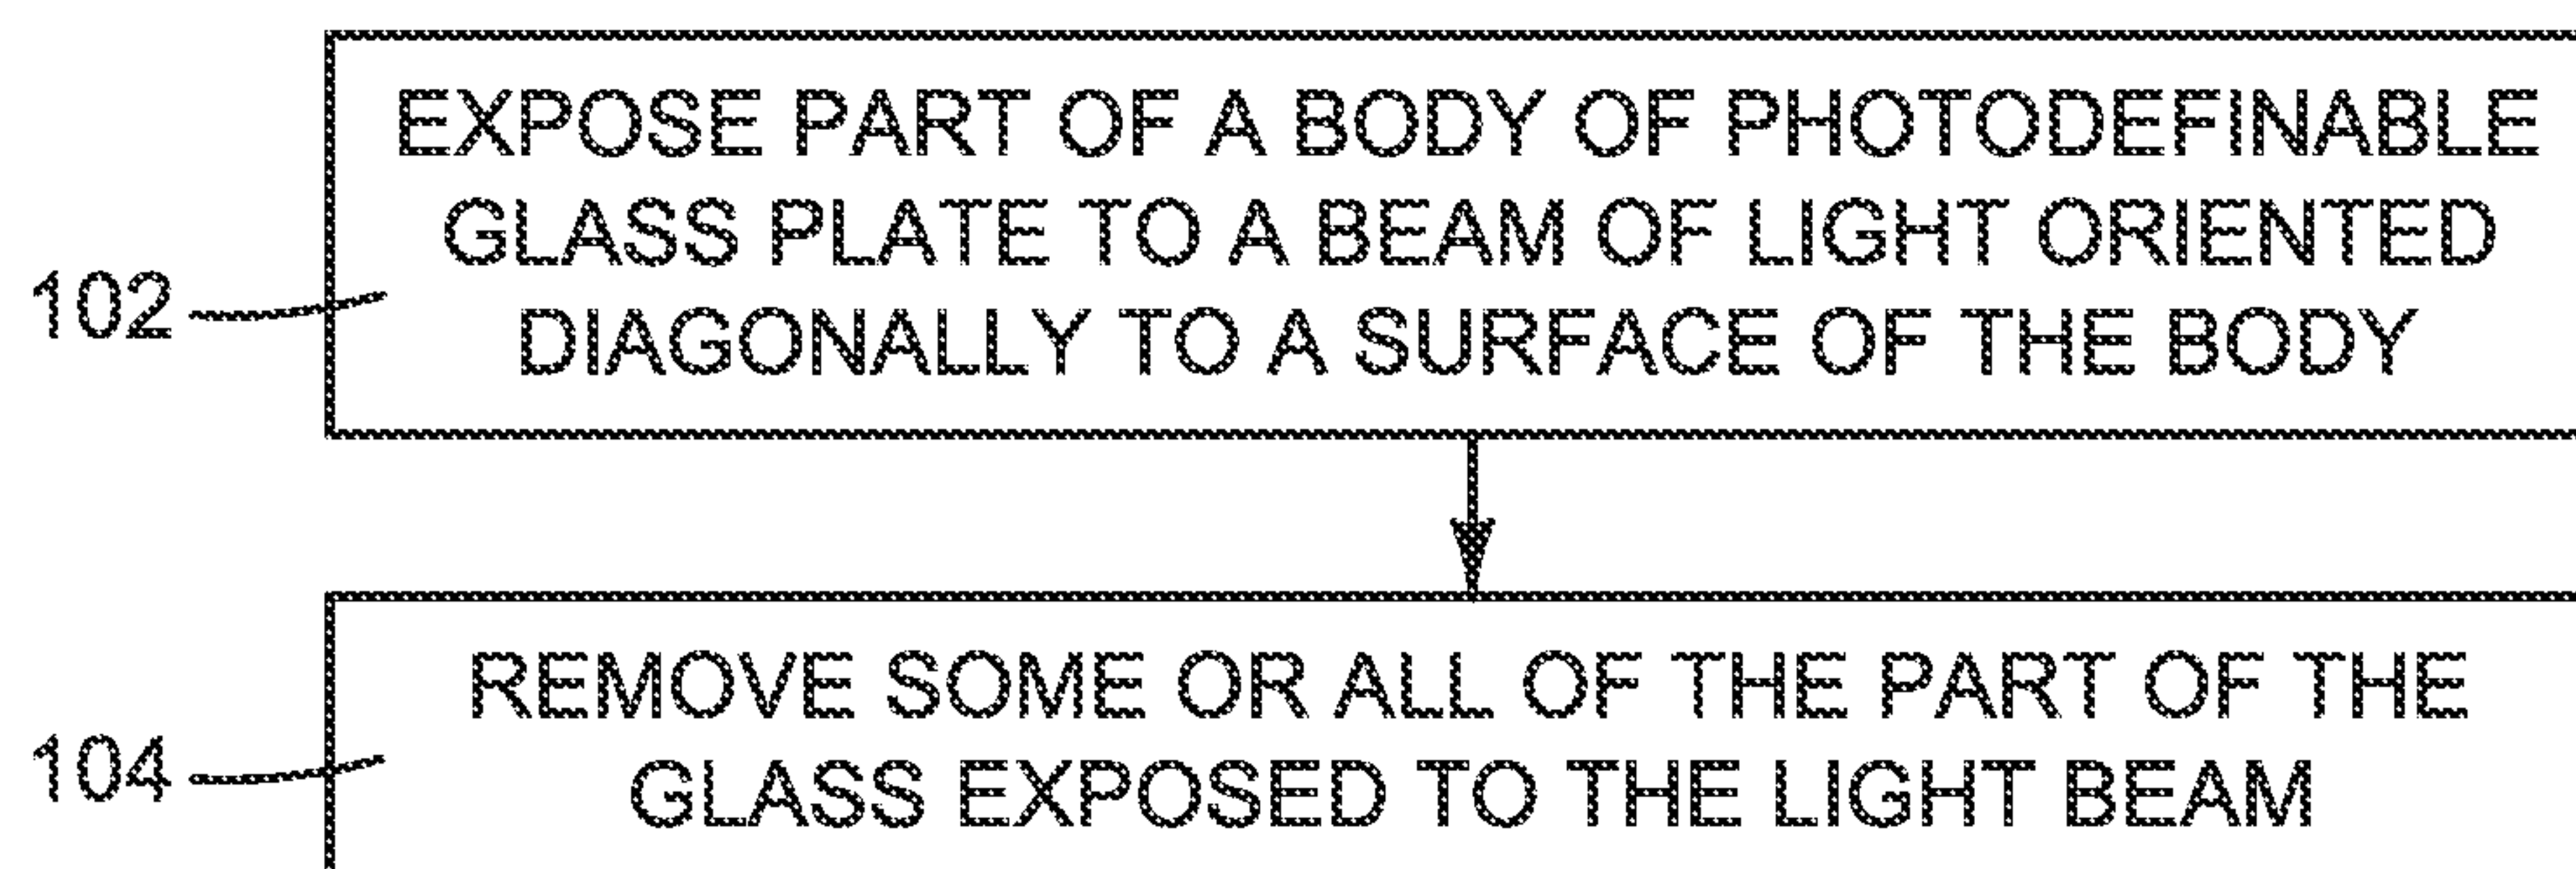 EXPOSE PART OF A BODY OF PHOTODEFINABLE
GLASS PLATE TO A BEAM OF LIGHT ORIENTED
102
DIAGONALLY TO A SURFACE OF THE BODY
REMOVE SOME OR ALL OF THE PART OF THE
104
GLASS EXPOSED TO THE LIGHT BEAM